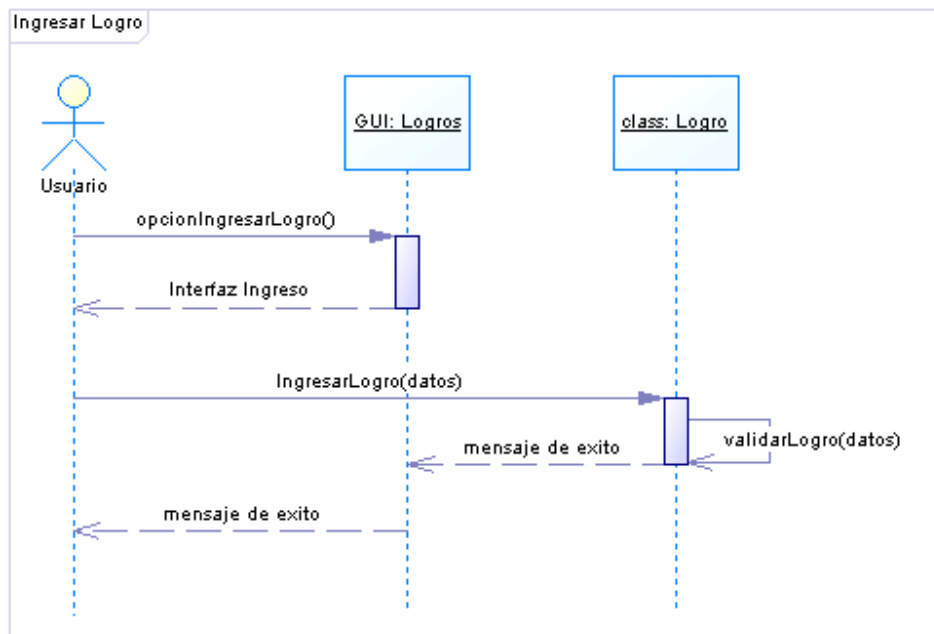 Ingresar Logro
GUI: Logros
class: Logro
Usuario
opcionIngresarLogro()
Interfaz Ingreso
IngresarLogro(datos)
validarLogro(datos)
mensaje de exito
mensaje de exito